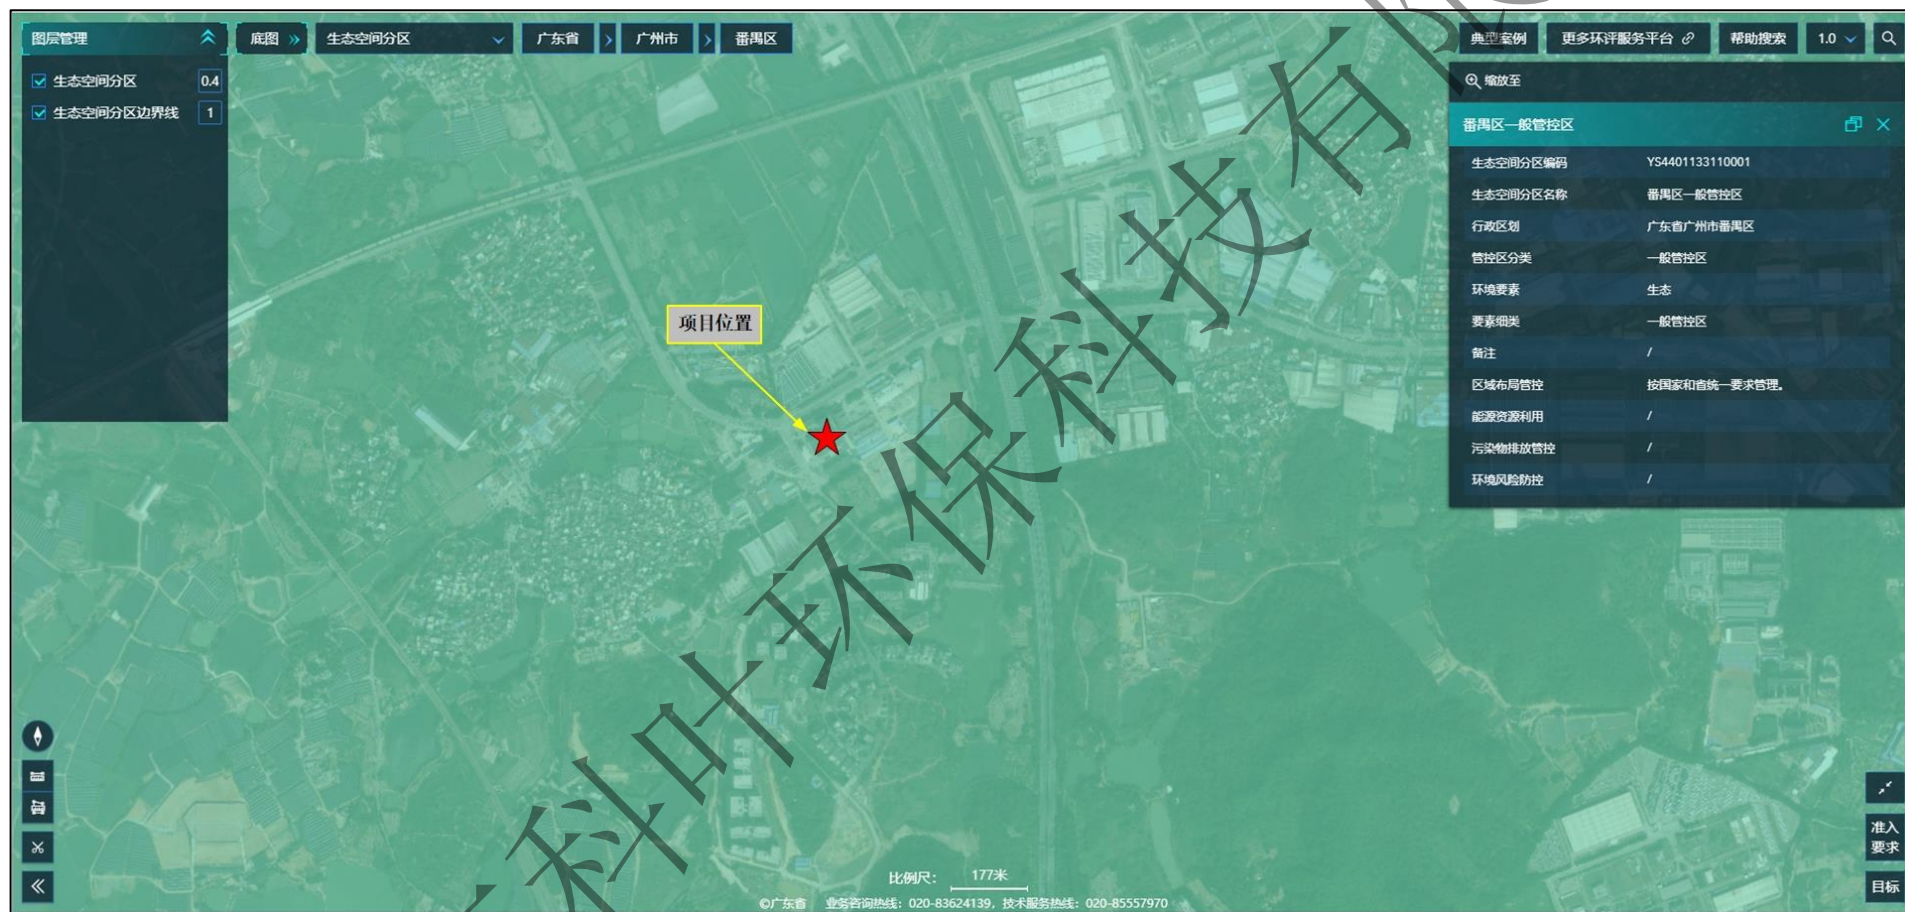 图层管理
底图
生态空间分区
广东省
广州市
番禺区
典型案例
更多环评服务平台
帮助搜索
1.0
生态空间分区 0.4
生态空间分区边界线 1
缩放至
番禺区一般管控区
生态空间分区编码 YS4401133110001
生态空间分区名称 番禺区一般管控区
行政区划 广东省广州市番禺区
管控区分类 一般管控区
环境要素 生态
要素细类 一般管控区
备注 /
区域布局管控 按国家和省统一要求管理。
能源资源利用 /
污染物排放管控 /
环境风险防控 /
项目位置
科叶环保科技有限
准入
要求
目标
比例尺: 177米
©广东省 业务咨询热线: 020-83624139, 技术服务热线: 020-85557970